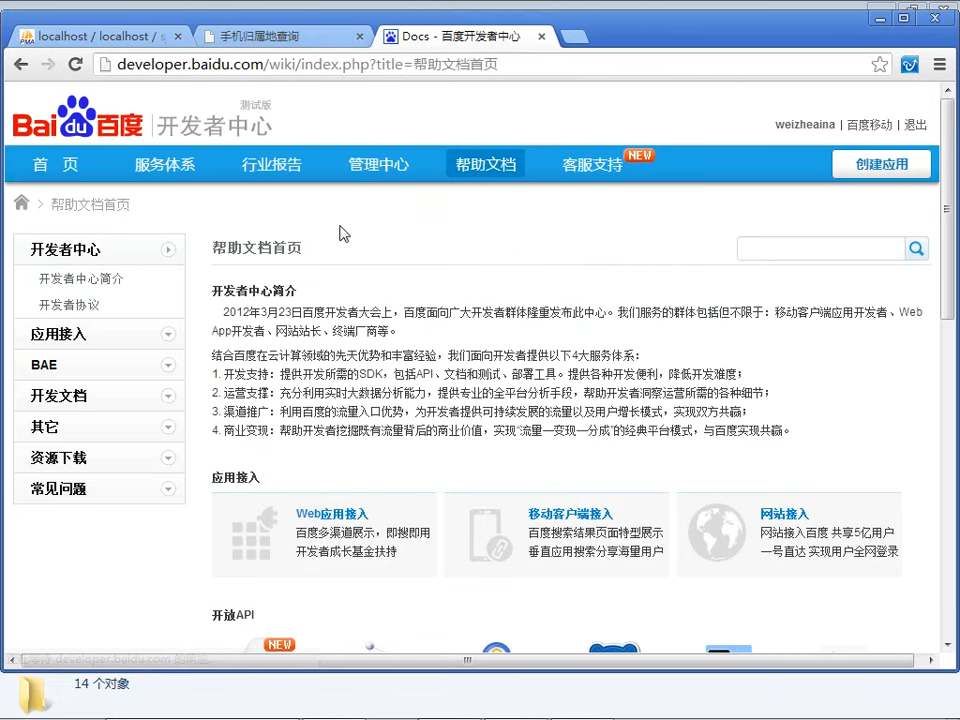 localhost / localhost / s
手机归属地查询
Docs - 百度开发者中心
developer.baidu.com/wiki/index.php?title=帮助文档首页
Baidu百度 开发者中心
测试版
weizheaina | 百度移动 | 退出
首 页 服务体系 行业报告 管理中心 帮助文档 客服支持 NEW 创建应用
帮助文档首页
开发者中心
开发者中心简介
开发者协议
应用接入
BAE
开发文档
其它
资源下载
常见问题
帮助文档首页
开发者中心简介
2012年3月23日百度开发者大会上，百度面向广大开发者群体隆重发布此中心。我们服务的群体包括但不限于：移动客户端应用开发者、Web
App开发者、网站站长、终端厂商等。
结合百度在云计算领域的先天优势和丰富经验，我们面向开发者提供以下4大服务体系：
1. 开发支持：提供开发所需的SDK，包括API、文档和测试、部署工具。提供各种开发便利，降低开发难度；
2. 运营支撑：充分利用实时大数据分析能力，提供专业的全平台分析手段，帮助开发者洞察运营所需的各种细节；
3. 渠道推广：利用百度的流量入口优势，为开发者提供可持续发展的流量以及用户增长模式，实现双方共赢；
4. 商业变现：帮助开发者挖掘既有流量背后的商业价值，实现“流量—变现—分成”的经典平台模式，与百度实现共赢。
应用接入
Web应用接入
百度多渠道展示，即搜即用
开发者成长基金扶持
移动客户端接入
百度搜索结果页面特型展示
垂直应用搜索分享海量用户
网站接入
网站接入百度 共享5亿用户
一号直达 实现用户全网登录
开放API
NEW
正在等待 developer.baidu.com 的响应...
14 个对象